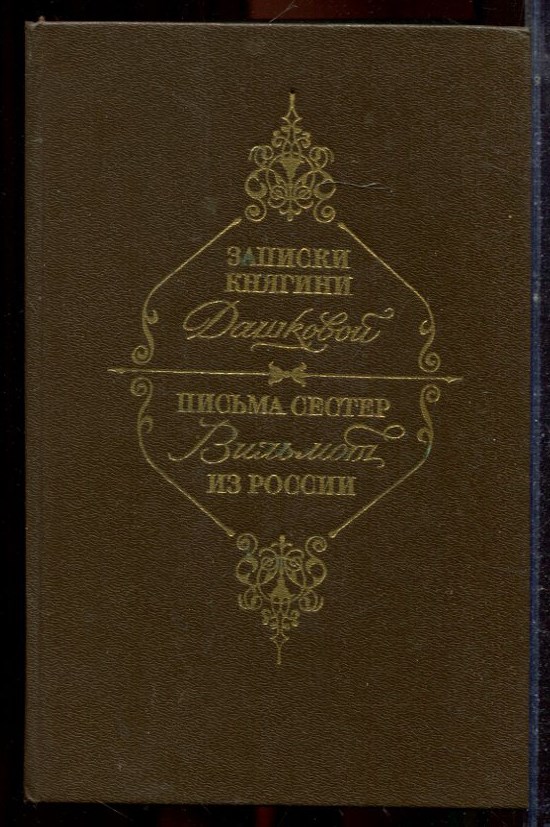 ЗАПИСКИ
КНЯГИНИ
Дашковой
ПИСЬМА СЕСТЕР
Вильмот
ИЗ РОССИИ